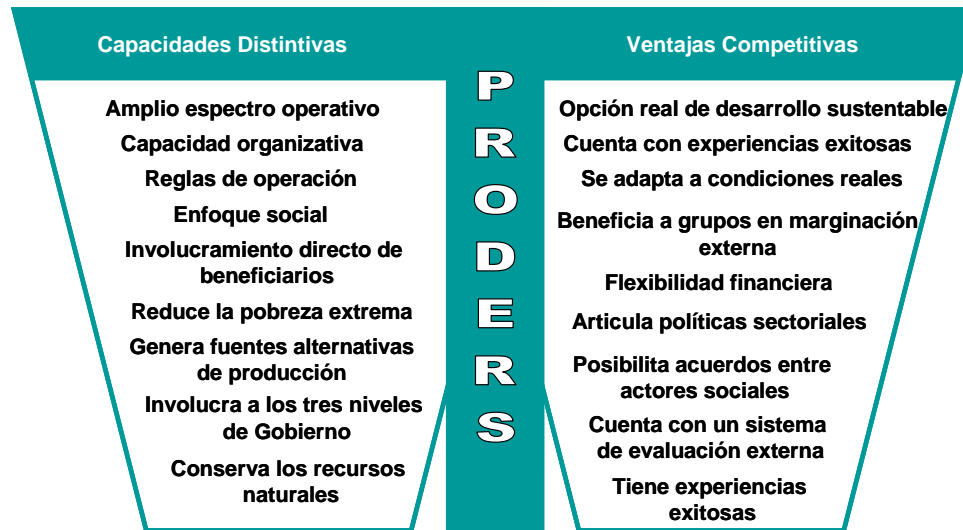 Capacidades Distintivas
Amplio espectro operativo
Capacidad organizativa
Reglas de operación
Enfoque social
Involucramiento directo de
beneficiarios
Reduce la pobreza extrema
Genera fuentes alternativas
de producción
Involucra a los tres niveles
de Gobierno
Conserva los recursos
naturales
P
R
O
D
E
R
S
Ventajas Competitivas
Opción real de desarrollo sustentable
Cuenta con experiencias exitosas
Se adapta a condiciones reales
Beneficia a grupos en marginación
externa
Flexibilidad financiera
Articula políticas sectoriales
Posibilita acuerdos entre
actores sociales
Cuenta con un sistema
de evaluación externa
Tiene experiencias
exitosas